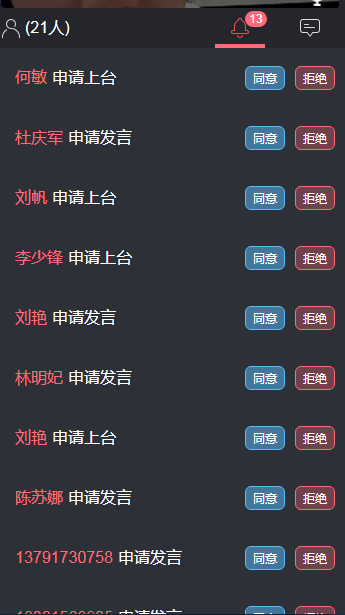 (21人)
13
何敏 申请上台
同意 拒绝
杜庆军 申请发言
同意 拒绝
刘帆 申请上台
同意 拒绝
李少锋 申请上台
同意 拒绝
刘艳 申请发言
同意 拒绝
林明妃 申请发言
同意 拒绝
刘艳 申请上台
同意 拒绝
陈苏娜 申请发言
同意 拒绝
13791730758 申请发言
同意 拒绝
申请发言